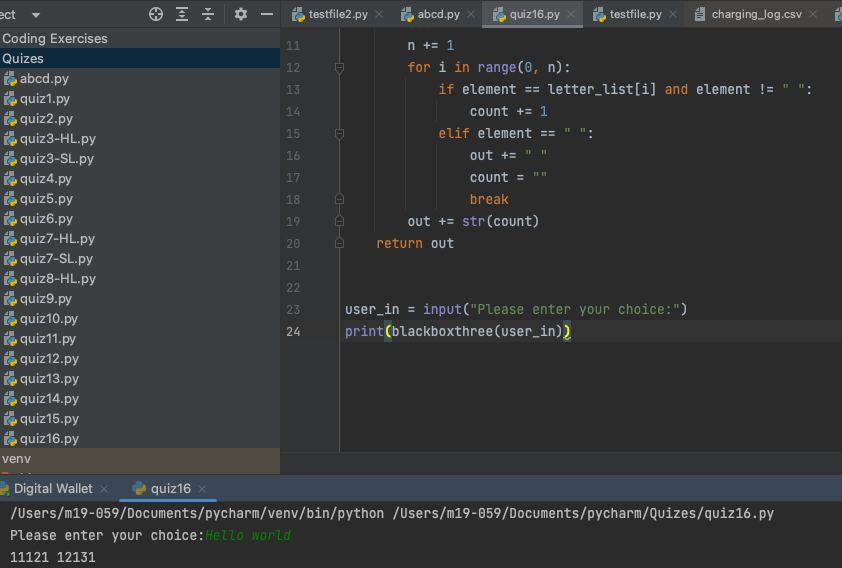 ect
testfile2.py
abcd.py
quiz16.py
testfile.py
charging_log.csv
Coding Exercises
Quizes
abcd.py
quiz1.py
quiz2.py
quiz3-HL.py
quiz3-SL.py
quiz4.py
quiz5.py
quiz6.py
quiz7-HL.py
quiz7-SL.py
quiz8-HL.py
quiz9.py
quiz10.py
quiz11.py
quiz12.py
quiz13.py
quiz14.py
quiz15.py
quiz16.py
venv
11 n += 1
12 for i in range(0, n):
13 if element == letter_list[i] and element != " ":
14 count += 1
15 elif element == " ":
16 out += " "
17 count = ""
18 break
19 out += str(count)
20 return out
21
22
23 user_in = input("Please enter your choice:")
24 print(blackboxthree(user_in))
Digital Wallet
quiz16
/Users/m19-059/Documents/pycharm/venv/bin/python /Users/m19-059/Documents/pycharm/Quizes/quiz16.py
Please enter your choice:Hello world
11121 12131